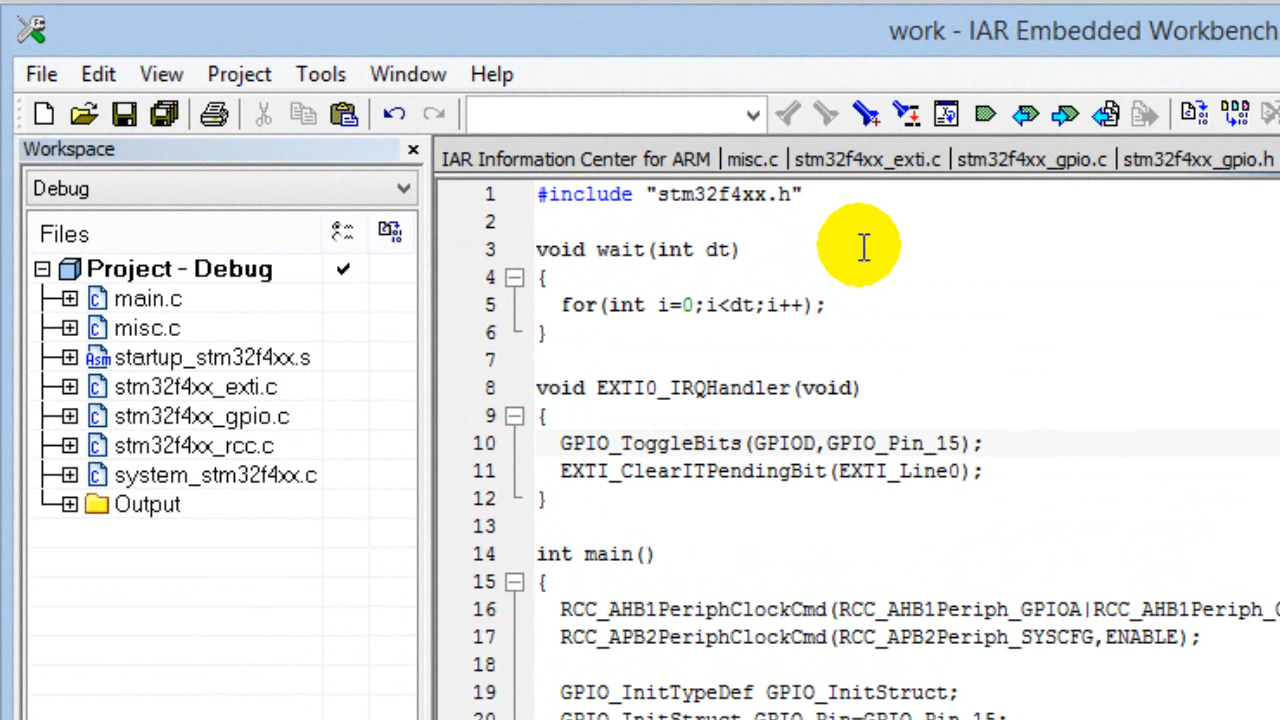 work - IAR Embedded Workbench
File Edit View Project Tools Window Help
Workspace
IAR Information Center for ARM | misc.c | stm32f4xx_exti.c | stm32f4xx_gpio.c | stm32f4xx_gpio.h
Debug
Files
Project - Debug
main.c
misc.c
startup_stm32f4xx.s
stm32f4xx_exti.c
stm32f4xx_gpio.c
stm32f4xx_rcc.c
system_stm32f4xx.c
Output
1 #include "stm32f4xx.h"
2
3 void wait(int dt)
4 {
5 for(int i=0;i<dt;i++);
6 }
7
8 void EXTI0_IRQHandler(void)
9 {
10 GPIO_ToggleBits(GPIOD,GPIO_Pin_15);
11 EXTI_ClearITPendingBit(EXTI_Line0);
12 }
13
14 int main()
15 {
16 RCC_AHB1PeriphClockCmd(RCC_AHB1Periph_GPIOA|RCC_AHB1Periph_
17 RCC_APB2PeriphClockCmd(RCC_APB2Periph_SYSCFG,ENABLE);
18
19 GPIO_InitTypeDef GPIO_InitStruct;
20 GPIO_InitStruct.GPIO_Pin=GPIO_Pin_15;